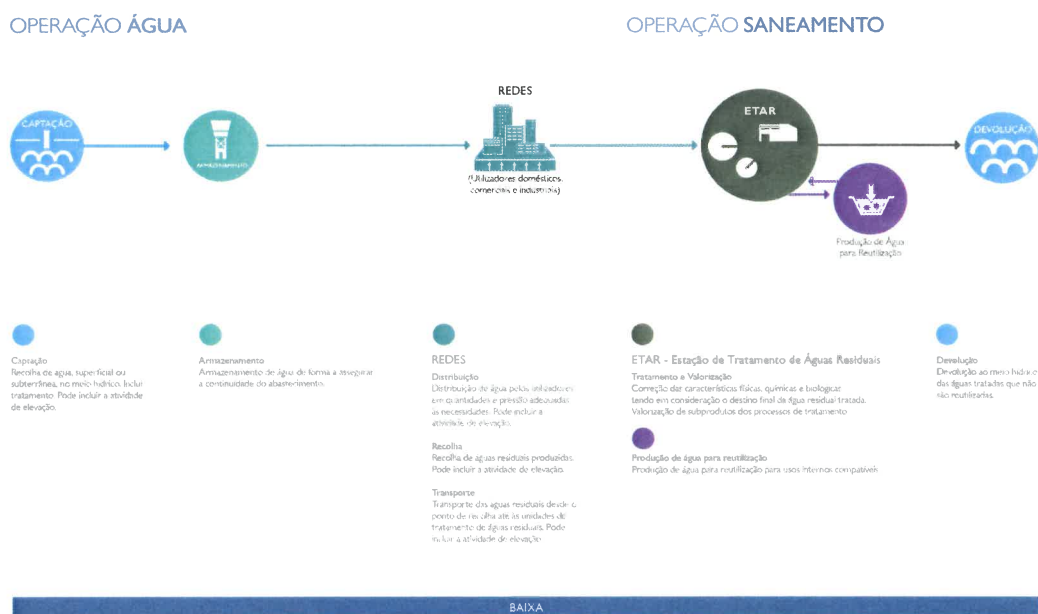 OPERAÇÃO ÁGUA
OPERAÇÃO SANEAMENTO
CAPTAÇÃO
ARMAZENAMENTO
REDES
(Utilizadores domésticos,
comerciais e industriais)
ETAR
DEVOLUÇÃO
Produção de Água
para Reutilização
Captação
Recolha de água, superficial ou
subterrânea, no meio hídrico. Inclui
tratamento. Pode incluir a atividade
de elevação.
Armazenamento
Armazenamento de água de forma a assegurar
a continuidade do abastecimento.
REDES
Distribuição
Distribuição de água pelos utilizadores
em quantidades e pressão adequadas
às necessidades. Pode incluir a
atividade de elevação.
Recolha
Recolha de águas residuais produzidas.
Pode incluir a atividade de elevação.
Transporte
Transporte das águas residuais desde o
ponto de recolha até às unidades de
tratamento de águas residuais. Pode
incluir a atividade de elevação.
ETAR - Estação de Tratamento de Águas Residuais
Tratamento e Valorização
Correção das características físicas, químicas e biológicas
tendo em consideração o destino final da água residual tratada.
Valorização de subprodutos dos processos de tratamento
Produção de água para reutilização
Produção de água para reutilização para usos internos compatíveis
Devolução
Devolução ao meio hídrico
das águas tratadas que não
são reutilizadas.
BAIXA